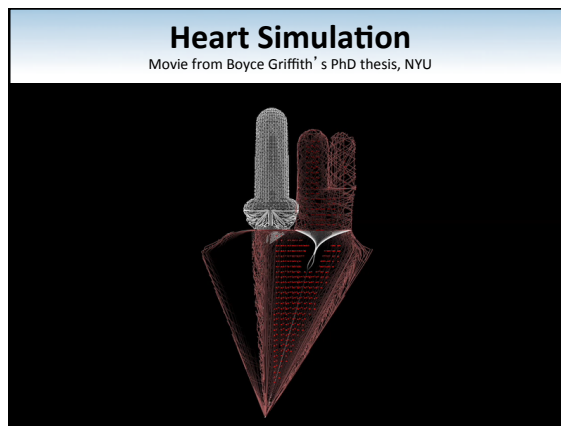 Heart Simulation
Movie from Boyce Griffith’s PhD thesis, NYU